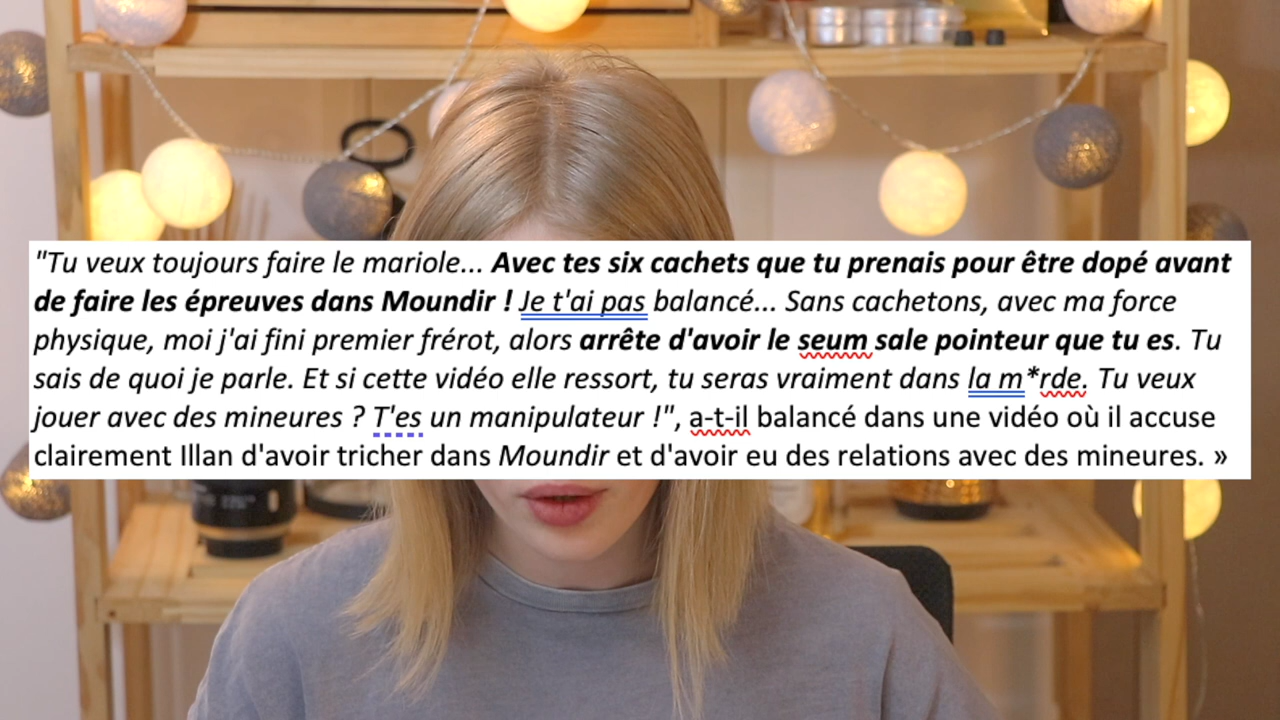 "Tu veux toujours faire le mariole... Avec tes six cachets que tu prenais pour être dopé avant
de faire les épreuves dans Moundir ! Je t'ai pas balancé... Sans cachetons, avec ma force
physique, moi j'ai fini premier frérot, alors arrête d'avoir le seum sale pointeur que tu es. Tu
sais de quoi je parle. Et si cette vidéo elle ressort, tu seras vraiment dans la m*rde. Tu veux
jouer avec des mineures ? T'es un manipulateur !", a-t-il balancé dans une vidéo où il accuse
clairement Illan d'avoir tricher dans Moundir et d'avoir eu des relations avec des mineures. »